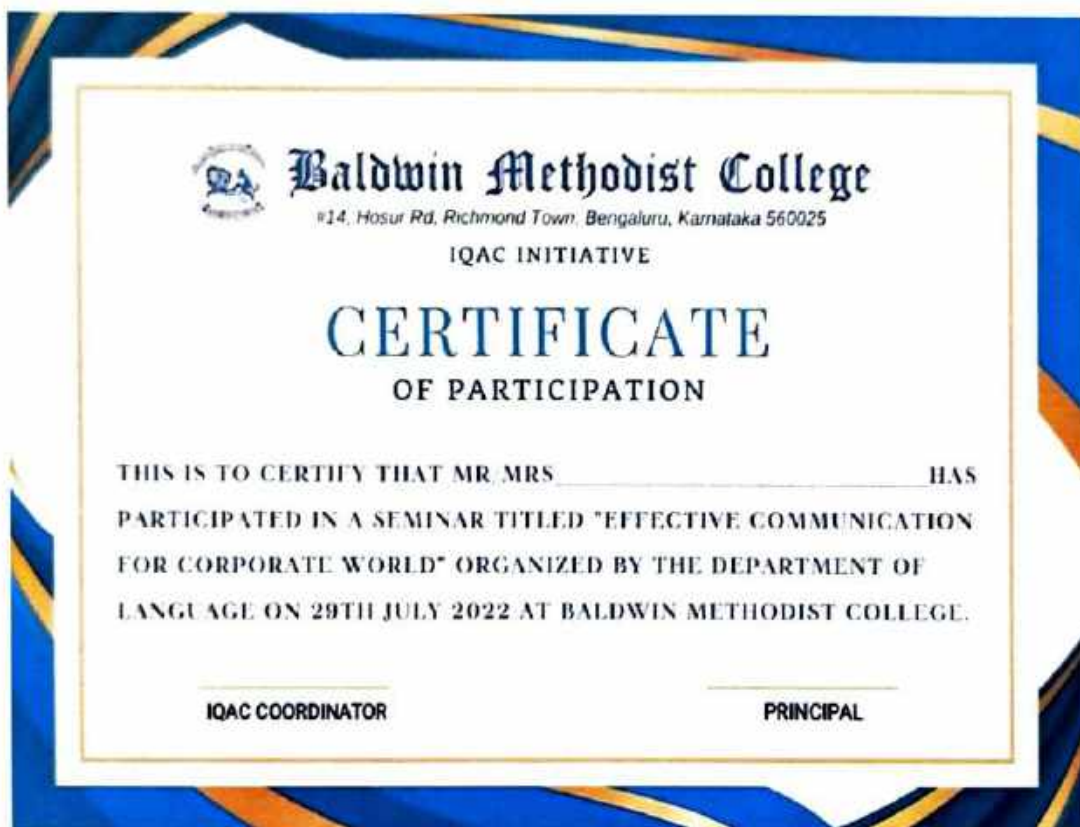 Baldwin Methodist College
#14, Hosur Rd, Richmond Town, Bengaluru, Karnataka 560025
IQAC INITIATIVE
CERTIFICATE
OF PARTICIPATION
THIS IS TO CERTIFY THAT MR/MRS____________________HAS
PARTICIPATED IN A SEMINAR TITLED "EFFECTIVE COMMUNICATION
FOR CORPORATE WORLD" ORGANIZED BY THE DEPARTMENT OF
LANGUAGE ON 29TH JULY 2022 AT BALDWIN METHODIST COLLEGE.
IQAC COORDINATOR
PRINCIPAL